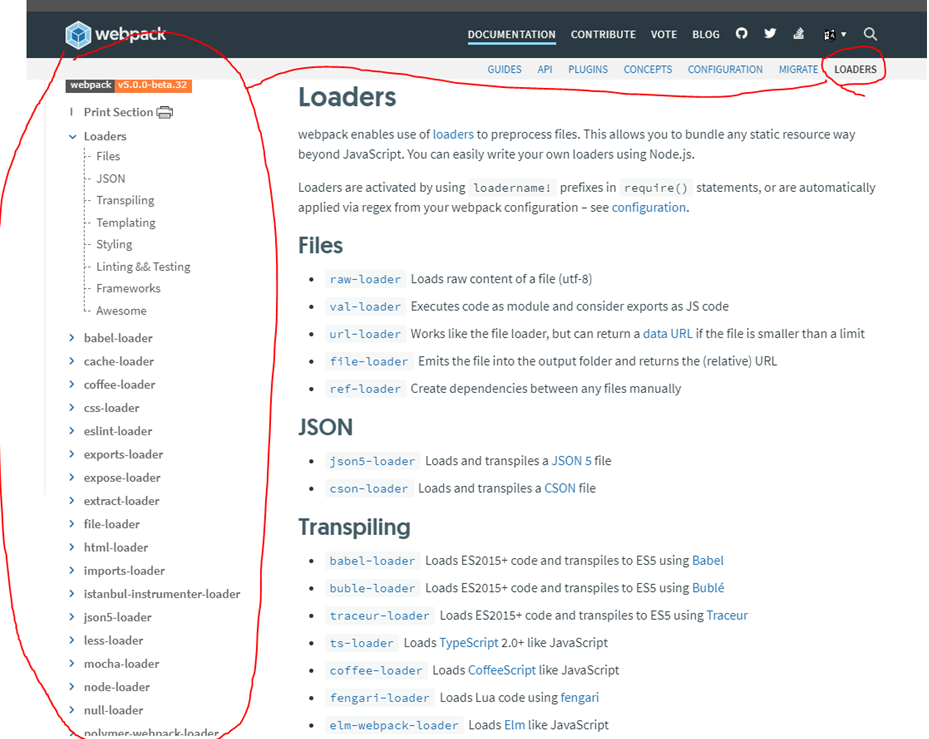 webpack
DOCUMENTATION CONTRIBUTE VOTE BLOG
GUIDES API PLUGINS CONCEPTS CONFIGURATION MIGRATE LOADERS
webpack v5.0.0-beta.32
Print Section
Loaders
Files
JSON
Transpiling
Templating
Styling
Linting && Testing
Frameworks
Awesome
babel-loader
cache-loader
coffee-loader
css-loader
eslint-loader
exports-loader
expose-loader
extract-loader
file-loader
html-loader
imports-loader
istanbul-instrumenter-loader
json5-loader
less-loader
mocha-loader
node-loader
null-loader
polymer-webpack-loader
Loaders
webpack enables use of loaders to preprocess files. This allows you to bundle any static resource way
beyond JavaScript. You can easily write your own loaders using Node.js.
Loaders are activated by using loadername! prefixes in require() statements, or are automatically
applied via regex from your webpack configuration – see configuration.
Files
• raw-loader Loads raw content of a file (utf-8)
• val-loader Executes code as module and consider exports as JS code
• url-loader Works like the file loader, but can return a data URL if the file is smaller than a limit
• file-loader Emits the file into the output folder and returns the (relative) URL
• ref-loader Create dependencies between any files manually
JSON
• json5-loader Loads and transpiles a JSON 5 file
• cson-loader Loads and transpiles a CSON file
Transpiling
• babel-loader Loads ES2015+ code and transpiles to ES5 using Babel
• buble-loader Loads ES2015+ code and transpiles to ES5 using Bublé
• traceur-loader Loads ES2015+ code and transpiles to ES5 using Traceur
• ts-loader Loads TypeScript 2.0+ like JavaScript
• coffee-loader Loads CoffeeScript like JavaScript
• fengari-loader Loads Lua code using fengari
• elm-webpack-loader Loads Elm like JavaScript